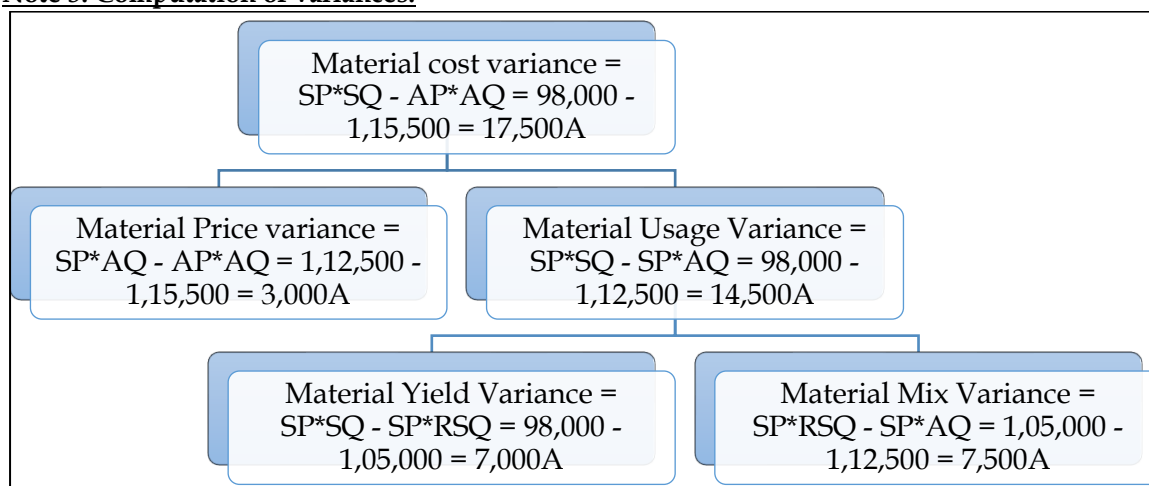 Note 3: Computation of variances:
Material cost variance =
SP*SQ - AP*AQ = 98,000 -
1,15,500 = 17,500A
Material Price variance =
SP*AQ - AP*AQ = 1,12,500 -
1,15,500 = 3,000A
Material Usage Variance =
SP*SQ - SP*AQ = 98,000 -
1,12,500 = 14,500A
Material Yield Variance =
SP*SQ - SP*RSQ = 98,000 -
1,05,000 = 7,000A
Material Mix Variance =
SP*RSQ - SP*AQ = 1,05,000 -
1,12,500 = 7,500A